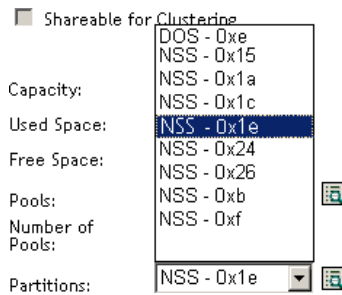 Shareable for Clustering
DOS - 0xe
NSS - 0x15
NSS - 0x1a
Capacity:
NSS - 0x1c
Used Space:
NSS - 0x1e
NSS - 0x24
Free Space:
NSS - 0x26
Pools:
NSS - 0xb
Number of
NSS - 0xf
Pools:
Partitions:
NSS - 0x1e